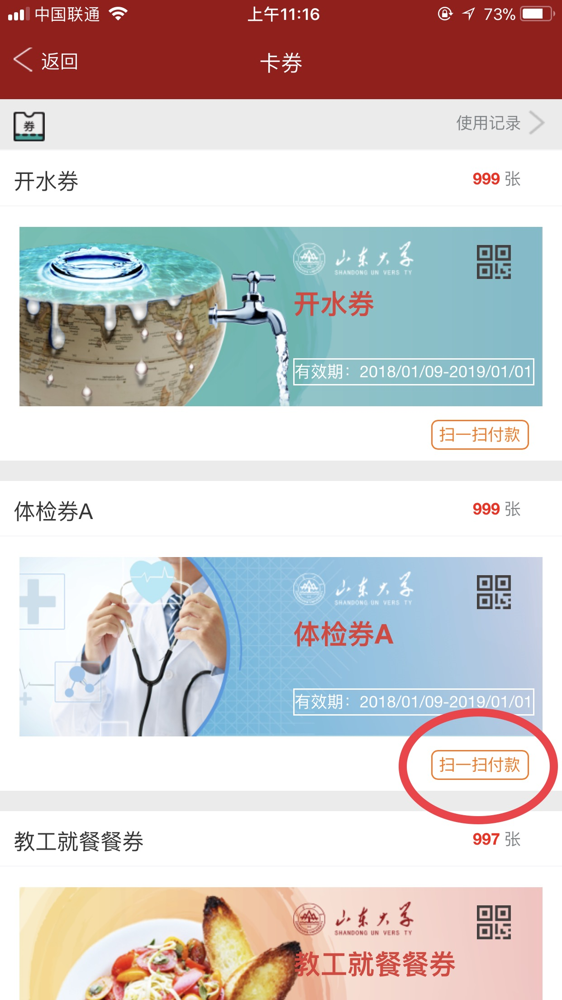 中国联通 上午11:16 73%
返回 卡券
券 使用记录
开水券 999 张
山东大学
SHANDONG UN VERS TY
开水券
有效期：2018/01/09-2019/01/01
扫一扫付款
体检券A 999 张
山东大学
SHANDONG UN VERS TY
体检券A
有效期：2018/01/09-2019/01/01
扫一扫付款
教工就餐餐券 997 张
山东大学
SHANDONG UN VERS TY
教工就餐餐券